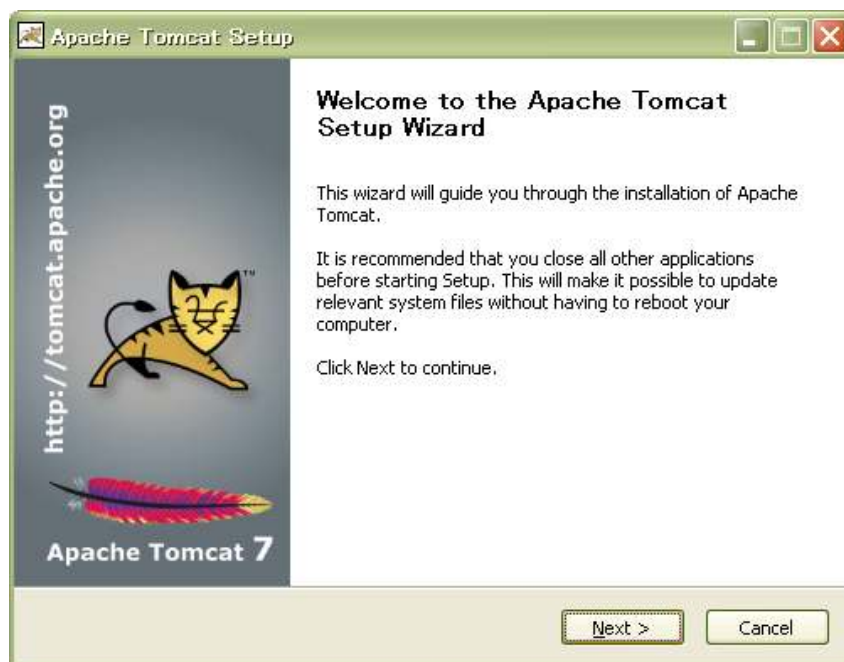 Apache Tomcat Setup
http://tomcat.apache.org
TM
Apache Tomcat 7
Welcome to the Apache Tomcat
Setup Wizard
This wizard will guide you through the installation of Apache
Tomcat.
It is recommended that you close all other applications
before starting Setup. This will make it possible to update
relevant system files without having to reboot your
computer.
Click Next to continue.
Next >
Cancel